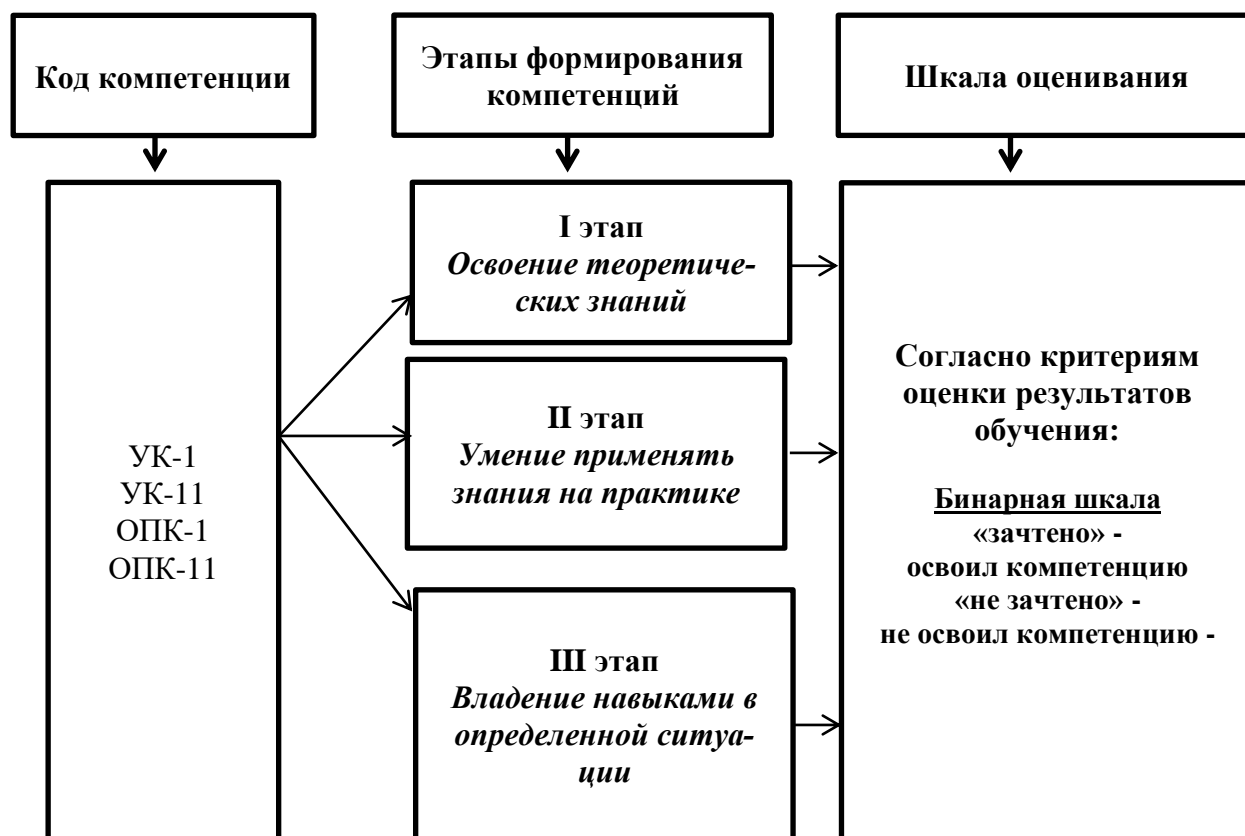 Код компетенции
Этапы формирования
компетенций
Шкала оценивания
УК-1
УК-11
ОПК-1
ОПК-11
I этап
Освоение теоретиче-
ских знаний
II этап
Умение применять
знания на практике
III этап
Владение навыками в
определенной ситуа-
ции
Согласно критериям
оценки результатов
обучения:
Бинарная шкала
«зачтено» -
освоил компетенцию
«не зачтено» -
не освоил компетенцию -